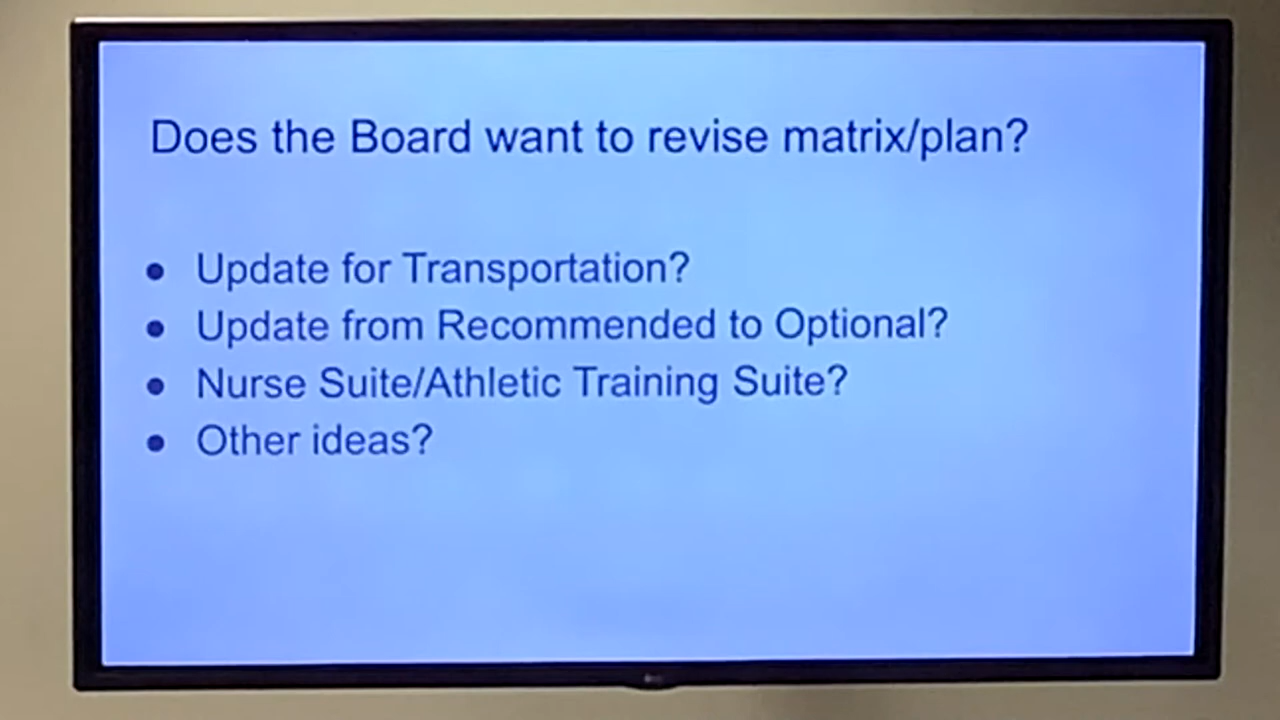 Does the Board want to revise matrix/plan?
● Update for Transportation?
● Update from Recommended to Optional?
● Nurse Suite/Athletic Training Suite?
● Other ideas?